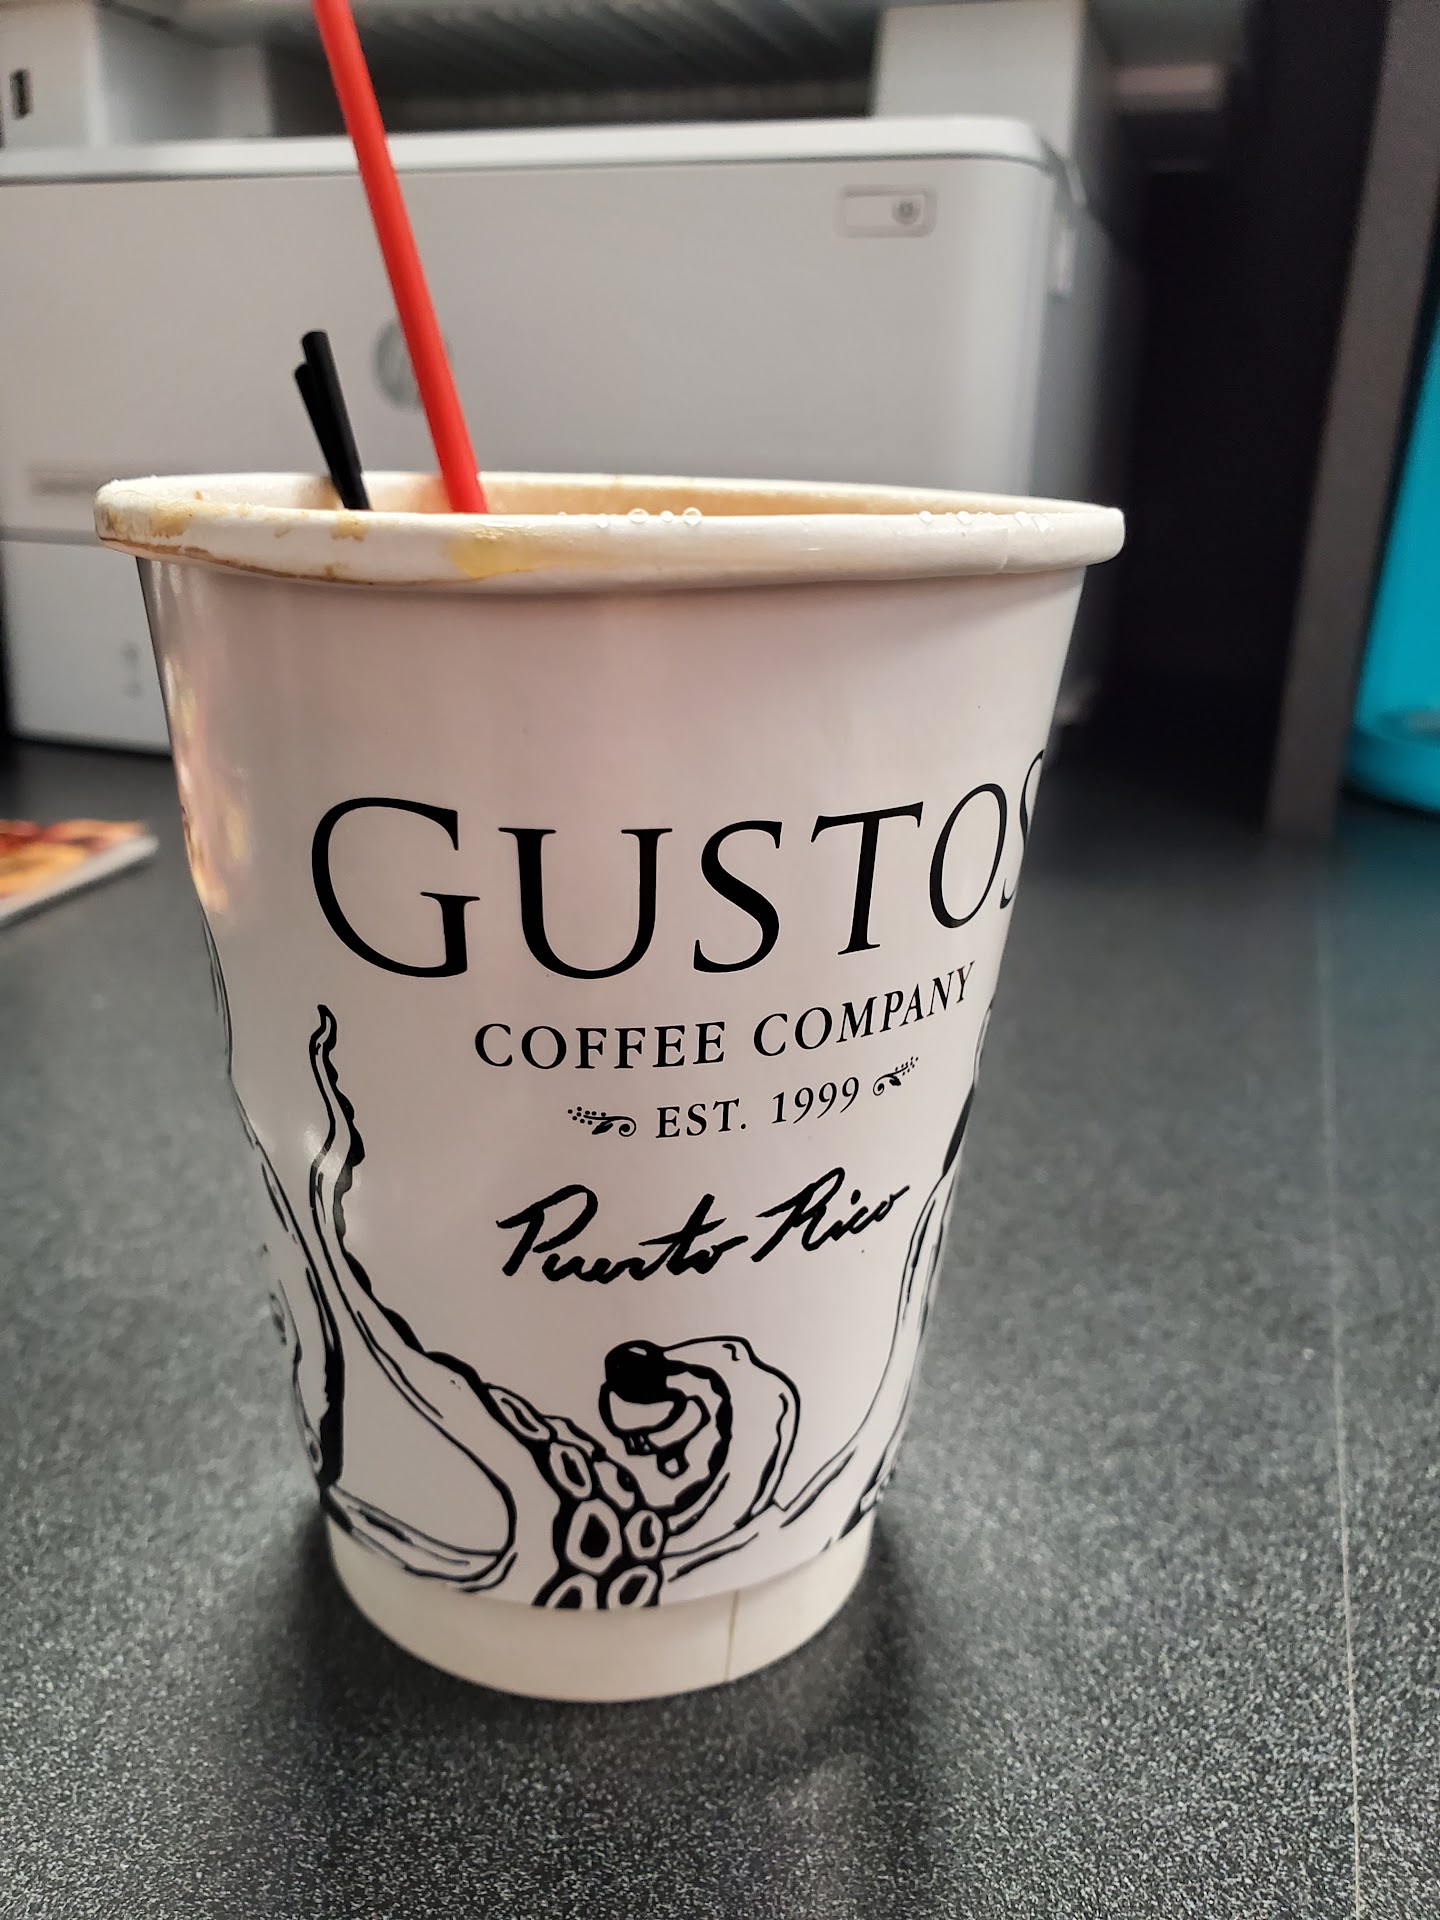 GUSTOS
COFFEE COMPANY
EST. 1999
Puerto Rico